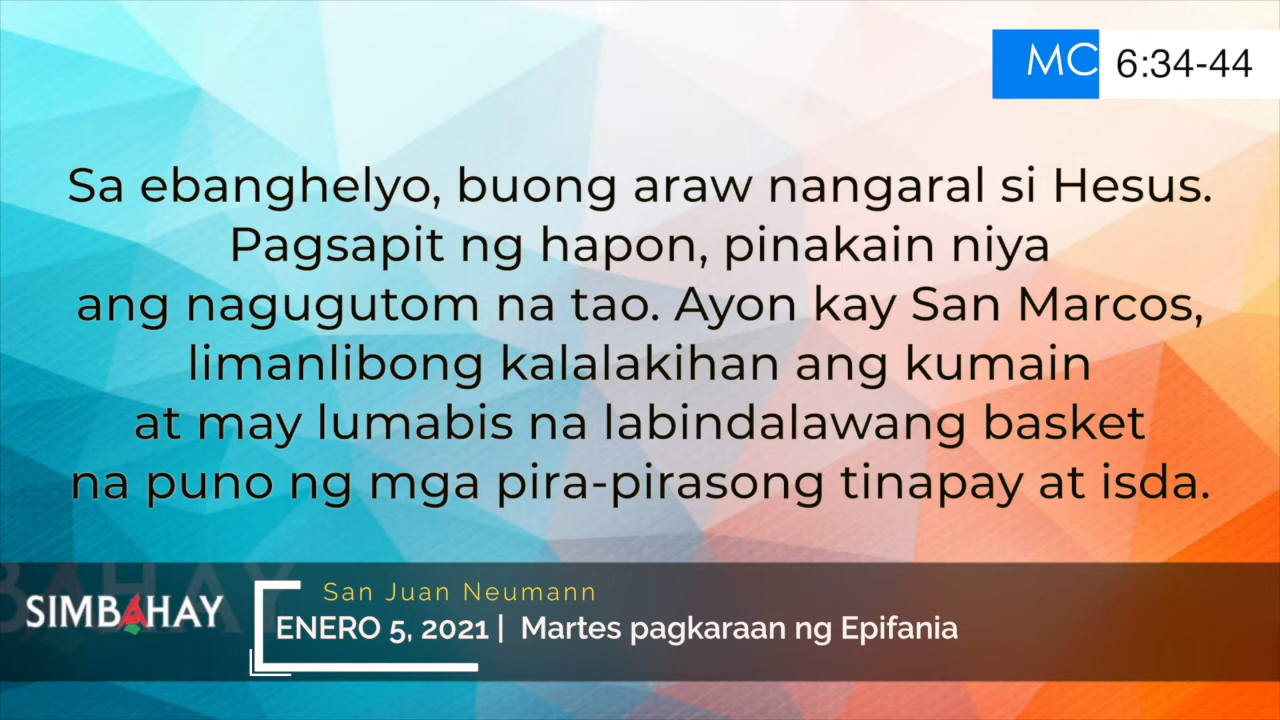 MC 6:34-44
Sa ebanghelyo, buong araw nangaral si Hesus.
Pagsapit ng hapon, pinakain niya
ang nagugutom na tao. Ayon kay San Marcos,
limanlibong kalalakihan ang kumain
at may lumabis na labindalawang basket
na puno ng mga pira-pirasong tinapay at isda.
SIMBAHAY
San Juan Neumann
ENERO 5, 2021 | Martes pagkaraan ng Epifania